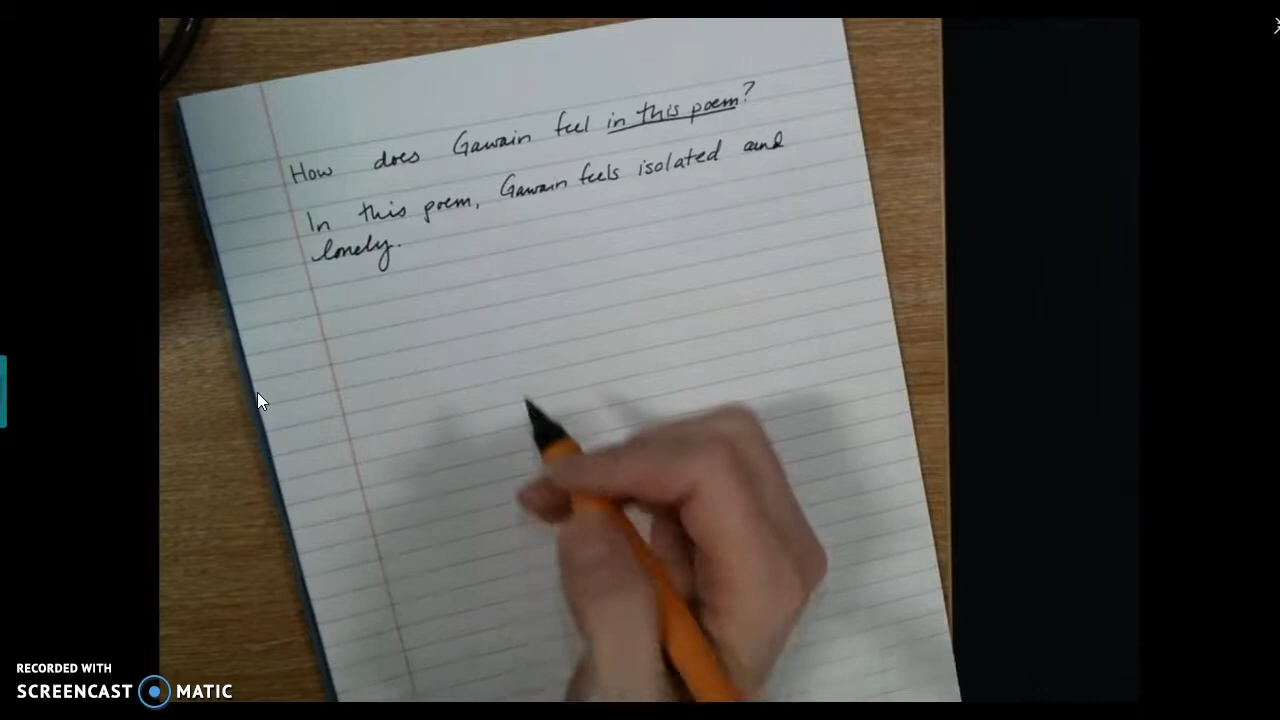 How does Gawain feel in this poem?
In this poem, Gawain feels isolated and
lonely.
RECORDED WITH
SCREENCAST MATIC